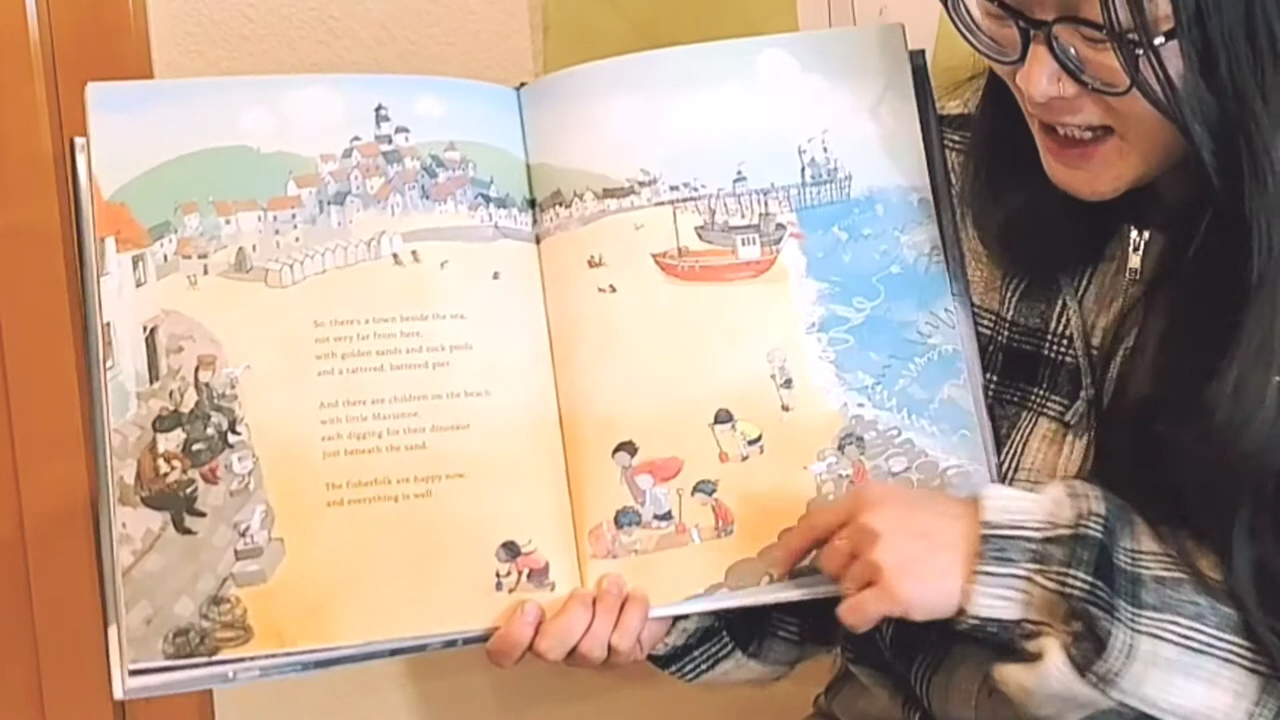 So, there's a town beside the sea,
not very far from here,
with golden sands and rock pools
and a tattered, battered pier.
And there are children on the beach
with little Marianne,
each digging for their dinosaur
just beneath the sand.
The fisherfolk are happy now,
and everything is well